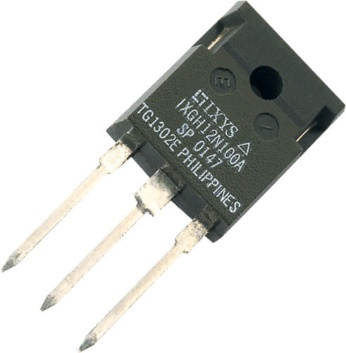 IXYS
IXGH12N100A
SP 0147
TG1302E PHILIPPINES